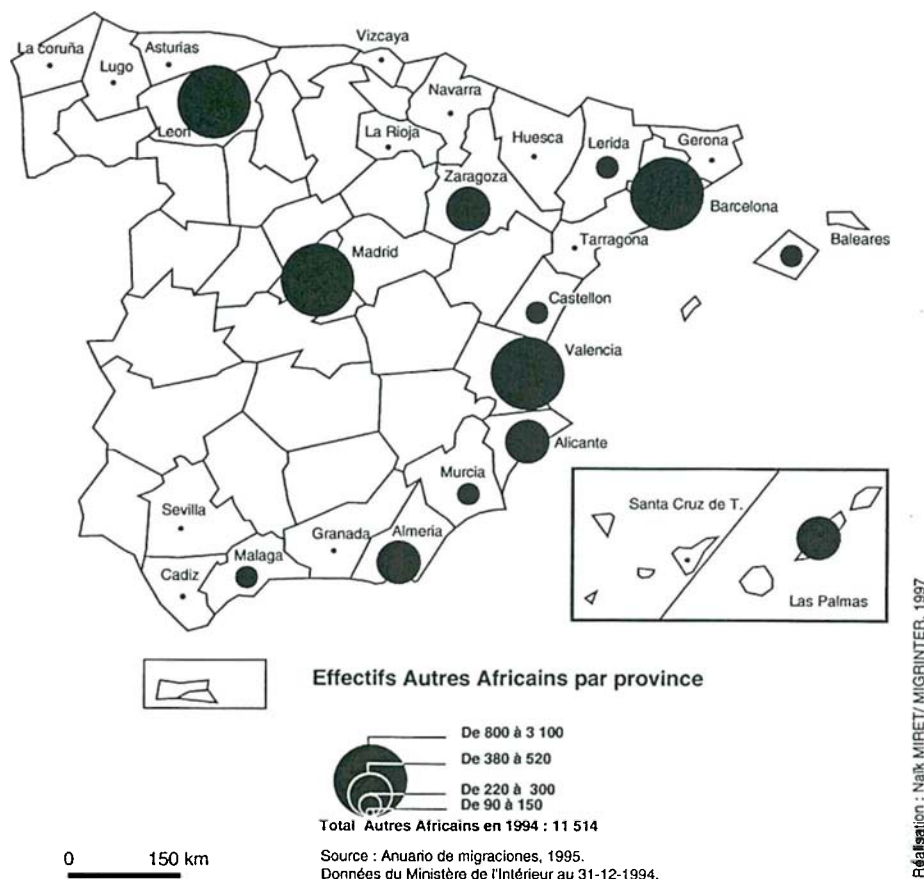 Vizcaya
La coruña
Asturias
Lugo
Navarra
Leon
La Rioja
Huesca
Lerida
Gerona
Zaragoza
Barcelona
Madrid
Tarragona
Baleares
Castellon
Valencia
Alicante
Murcia
Sevilla
Granada
Almeria
Malaga
Cadiz
Santa Cruz de T.
Las Palmas
Effectifs Autres Africains par province
De 800 à 3 100
De 380 à 520
De 220 à 300
De 90 à 150
Total Autres Africains en 1994 : 11 514
0 150 km
Source : Anuario de migraciones, 1995.
Données du Ministère de l'Intérieur au 31-12-1994.
: Naïk MIRET/ MIGRINTER, 1997